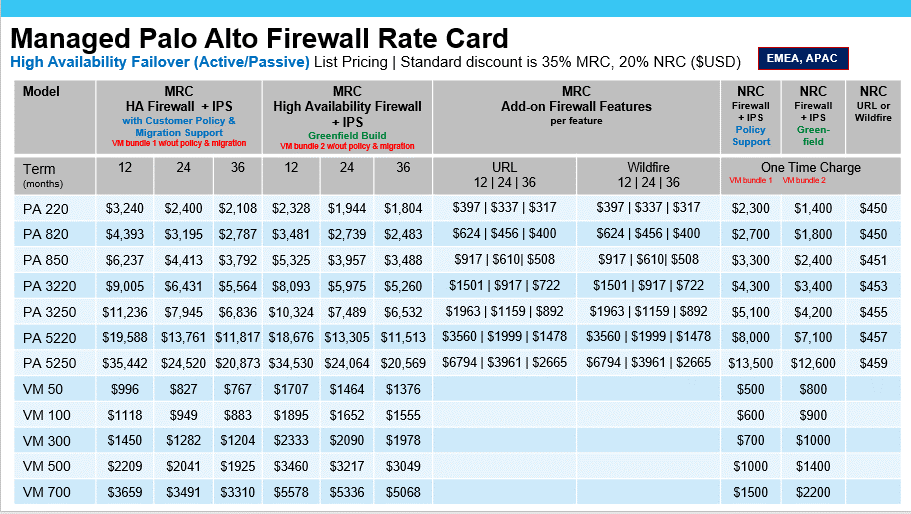 Managed Palo Alto Firewall Rate Card
High Availability Failover (Active/Passive) List Pricing | Standard discount is 35% MRC, 20% NRC ($USD)
EMEA, APAC
Model
MRC
HA Firewall + IPS
with Customer Policy &
Migration Support
VM bundle 1 w/out policy & migration
MRC
High Availability Firewall
+ IPS
Greenfield Build
VM bundle 2 w/out policy & migration
MRC
Add-on Firewall Features
per feature
NRC
Firewall
+ IPS
Policy
Support
NRC
Firewall
+ IPS
Green-
field
NRC
URL or
Wildfire
Term
(months)
12 24 36 12 24 36
URL
12 | 24 | 36
Wildfire
12 | 24 | 36
One Time Charge
VM bundle 1 VM bundle 2
PA 220 $3,240 $2,400 $2,108 $2,328 $1,944 $1,804 $397 | $337 | $317 $397 | $337 | $317 $2,300 $1,400 $450
PA 820 $4,393 $3,195 $2,787 $3,481 $2,739 $2,483 $624 | $456 | $400 $624 | $456 | $400 $2,700 $1,800 $450
PA 850 $6,237 $4,413 $3,792 $5,325 $3,957 $3,488 $917 | $610| $508 $917 | $610| $508 $3,300 $2,400 $451
PA 3220 $9,005 $6,431 $5,564 $8,093 $5,975 $5,260 $1501 | $917 | $722 $1501 | $917 | $722 $4,300 $3,400 $453
PA 3250 $11,236 $7,945 $6,836 $10,324 $7,489 $6,532 $1963 | $1159 | $892 $1963 | $1159 | $892 $5,100 $4,200 $455
PA 5220 $19,588 $13,761 $11,817 $18,676 $13,305 $11,513 $3560 | $1999 | $1478 $3560 | $1999 | $1478 $8,000 $7,100 $457
PA 5250 $35,442 $24,520 $20,873 $34,530 $24,064 $20,569 $6794 | $3961 | $2665 $6794 | $3961 | $2665 $13,500 $12,600 $459
VM 50 $996 $827 $767 $1707 $1464 $1376 $500 $800
VM 100 $1118 $949 $883 $1895 $1652 $1555 $600 $900
VM 300 $1450 $1282 $1204 $2333 $2090 $1978 $700 $1000
VM 500 $2209 $2041 $1925 $3460 $3217 $3049 $1000 $1400
VM 700 $3659 $3491 $3310 $5578 $5336 $5068 $1500 $2200